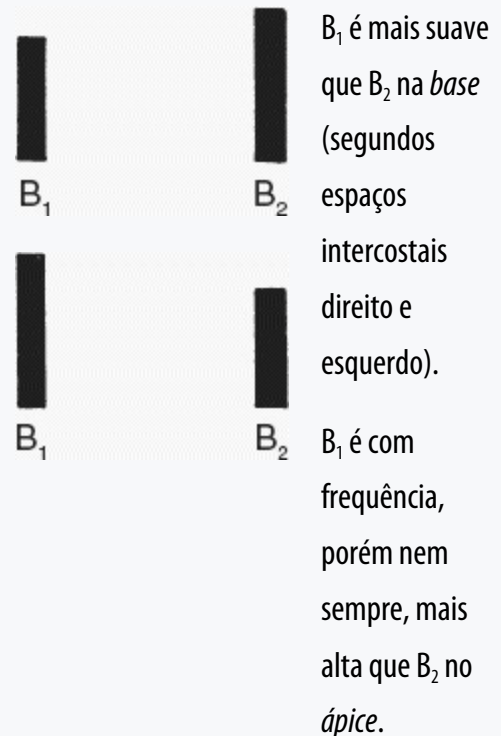 B₁ é mais suave
que B₂ na base
(segundos
espaços
intercostais
direito e
esquerdo).
B₁ B₂
B₁ é com
frequência,
porém nem
sempre, mais
alta que B₂ no
ápice.
B₁ B₂